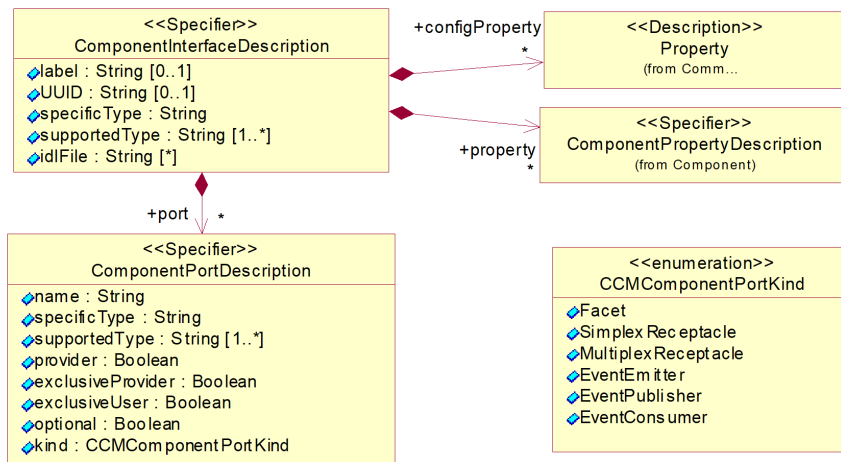 <<Specifier>>
ComponentInterfaceDescription
label : String [0..1]
UUID : String [0..1]
specificType : String
supportedType : String [1..*]
idlFile : String [*]
+configProperty
*
<<Description>>
Property
(from Comm...
+property
*
<<Specifier>>
ComponentPropertyDescription
(from Component)
+port
*
<<Specifier>>
ComponentPortDescription
name : String
specificType : String
supportedType : String [1..*]
provider : Boolean
exclusiveProvider : Boolean
exclusiveUser : Boolean
optional : Boolean
kind : CCMComponentPortKind
<<enumeration>>
CCMComponentPortKind
Facet
SimplexReceptacle
MultiplexReceptacle
EventEmitter
EventPublisher
EventConsumer